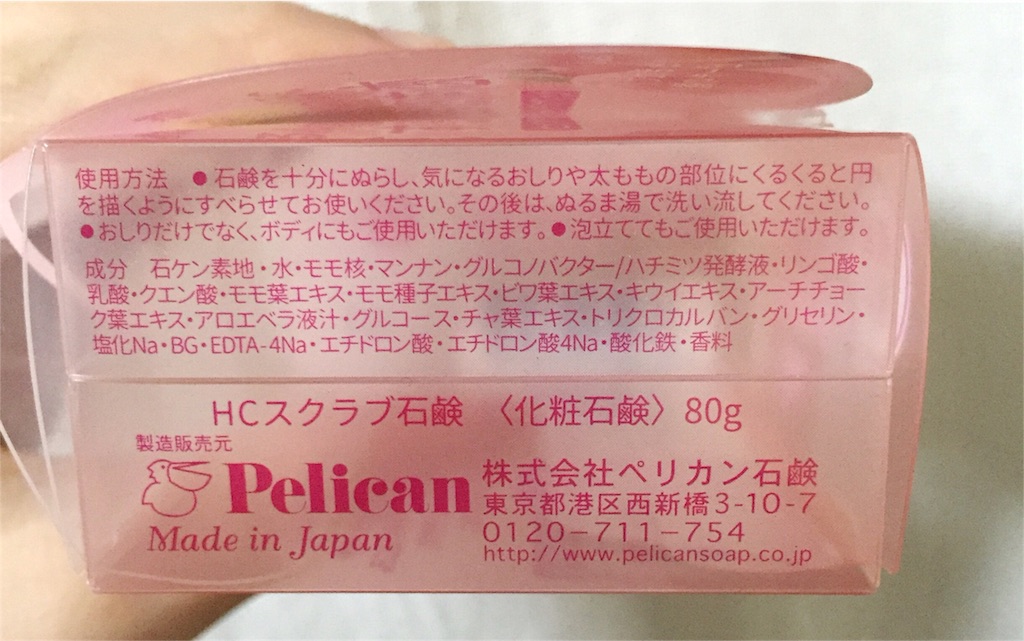 使用方法 ●石鹸を十分にぬらし、気になるおしりや太ももの部位にくるくると円
を描くようにすべらせてお使いください。その後は、ぬるま湯で洗い流してください。
●おしりだけでなく、ボディにもご使用いただけます。●泡立ててもご使用いただけます。
成分 石ケン素地・水・モモ核・マンナン・グルコノバクター/ハチミツ発酵液・リンゴ酸・
乳酸・クエン酸・モモ葉エキス・モモ種子エキス・ビワ葉エキス・キウイエキス・アーチチョー
ク葉エキス・アロエベラ液汁・グルコース・チャ葉エキス・トリクロカルバン・グリセリン・
塩化Na・BG・EDTA-4Na・エチドロン酸・エチドロン酸4Na・酸化鉄・香料
HCスクラブ石鹸 〈化粧石鹸〉 80g
製造販売元
Pelican
Made in Japan
株式会社ペリカン石鹸
東京都港区西新橋3-10-7
0120-711-754
http://www.pelicansoap.co.jp